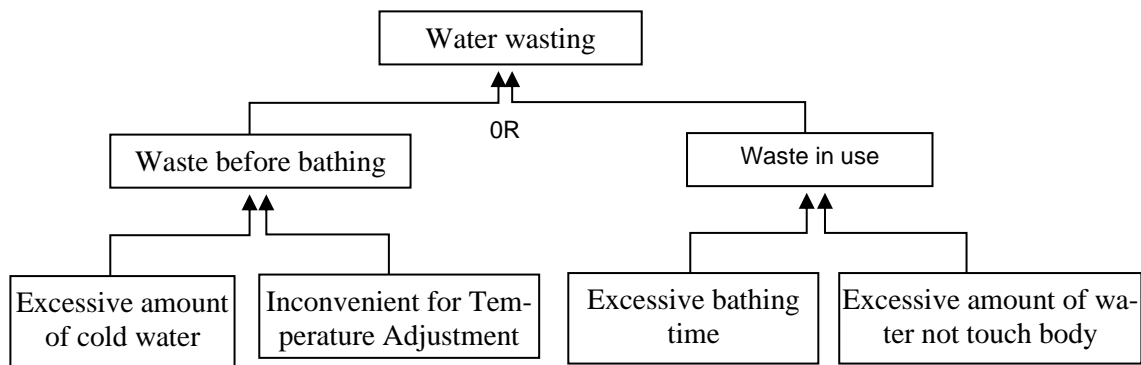 Water wasting
0R
Waste before bathing
Waste in use
Excessive amount
of cold water
Inconvenient for Tem-
perature Adjustment
Excessive bathing
time
Excessive amount of wa-
ter not touch body